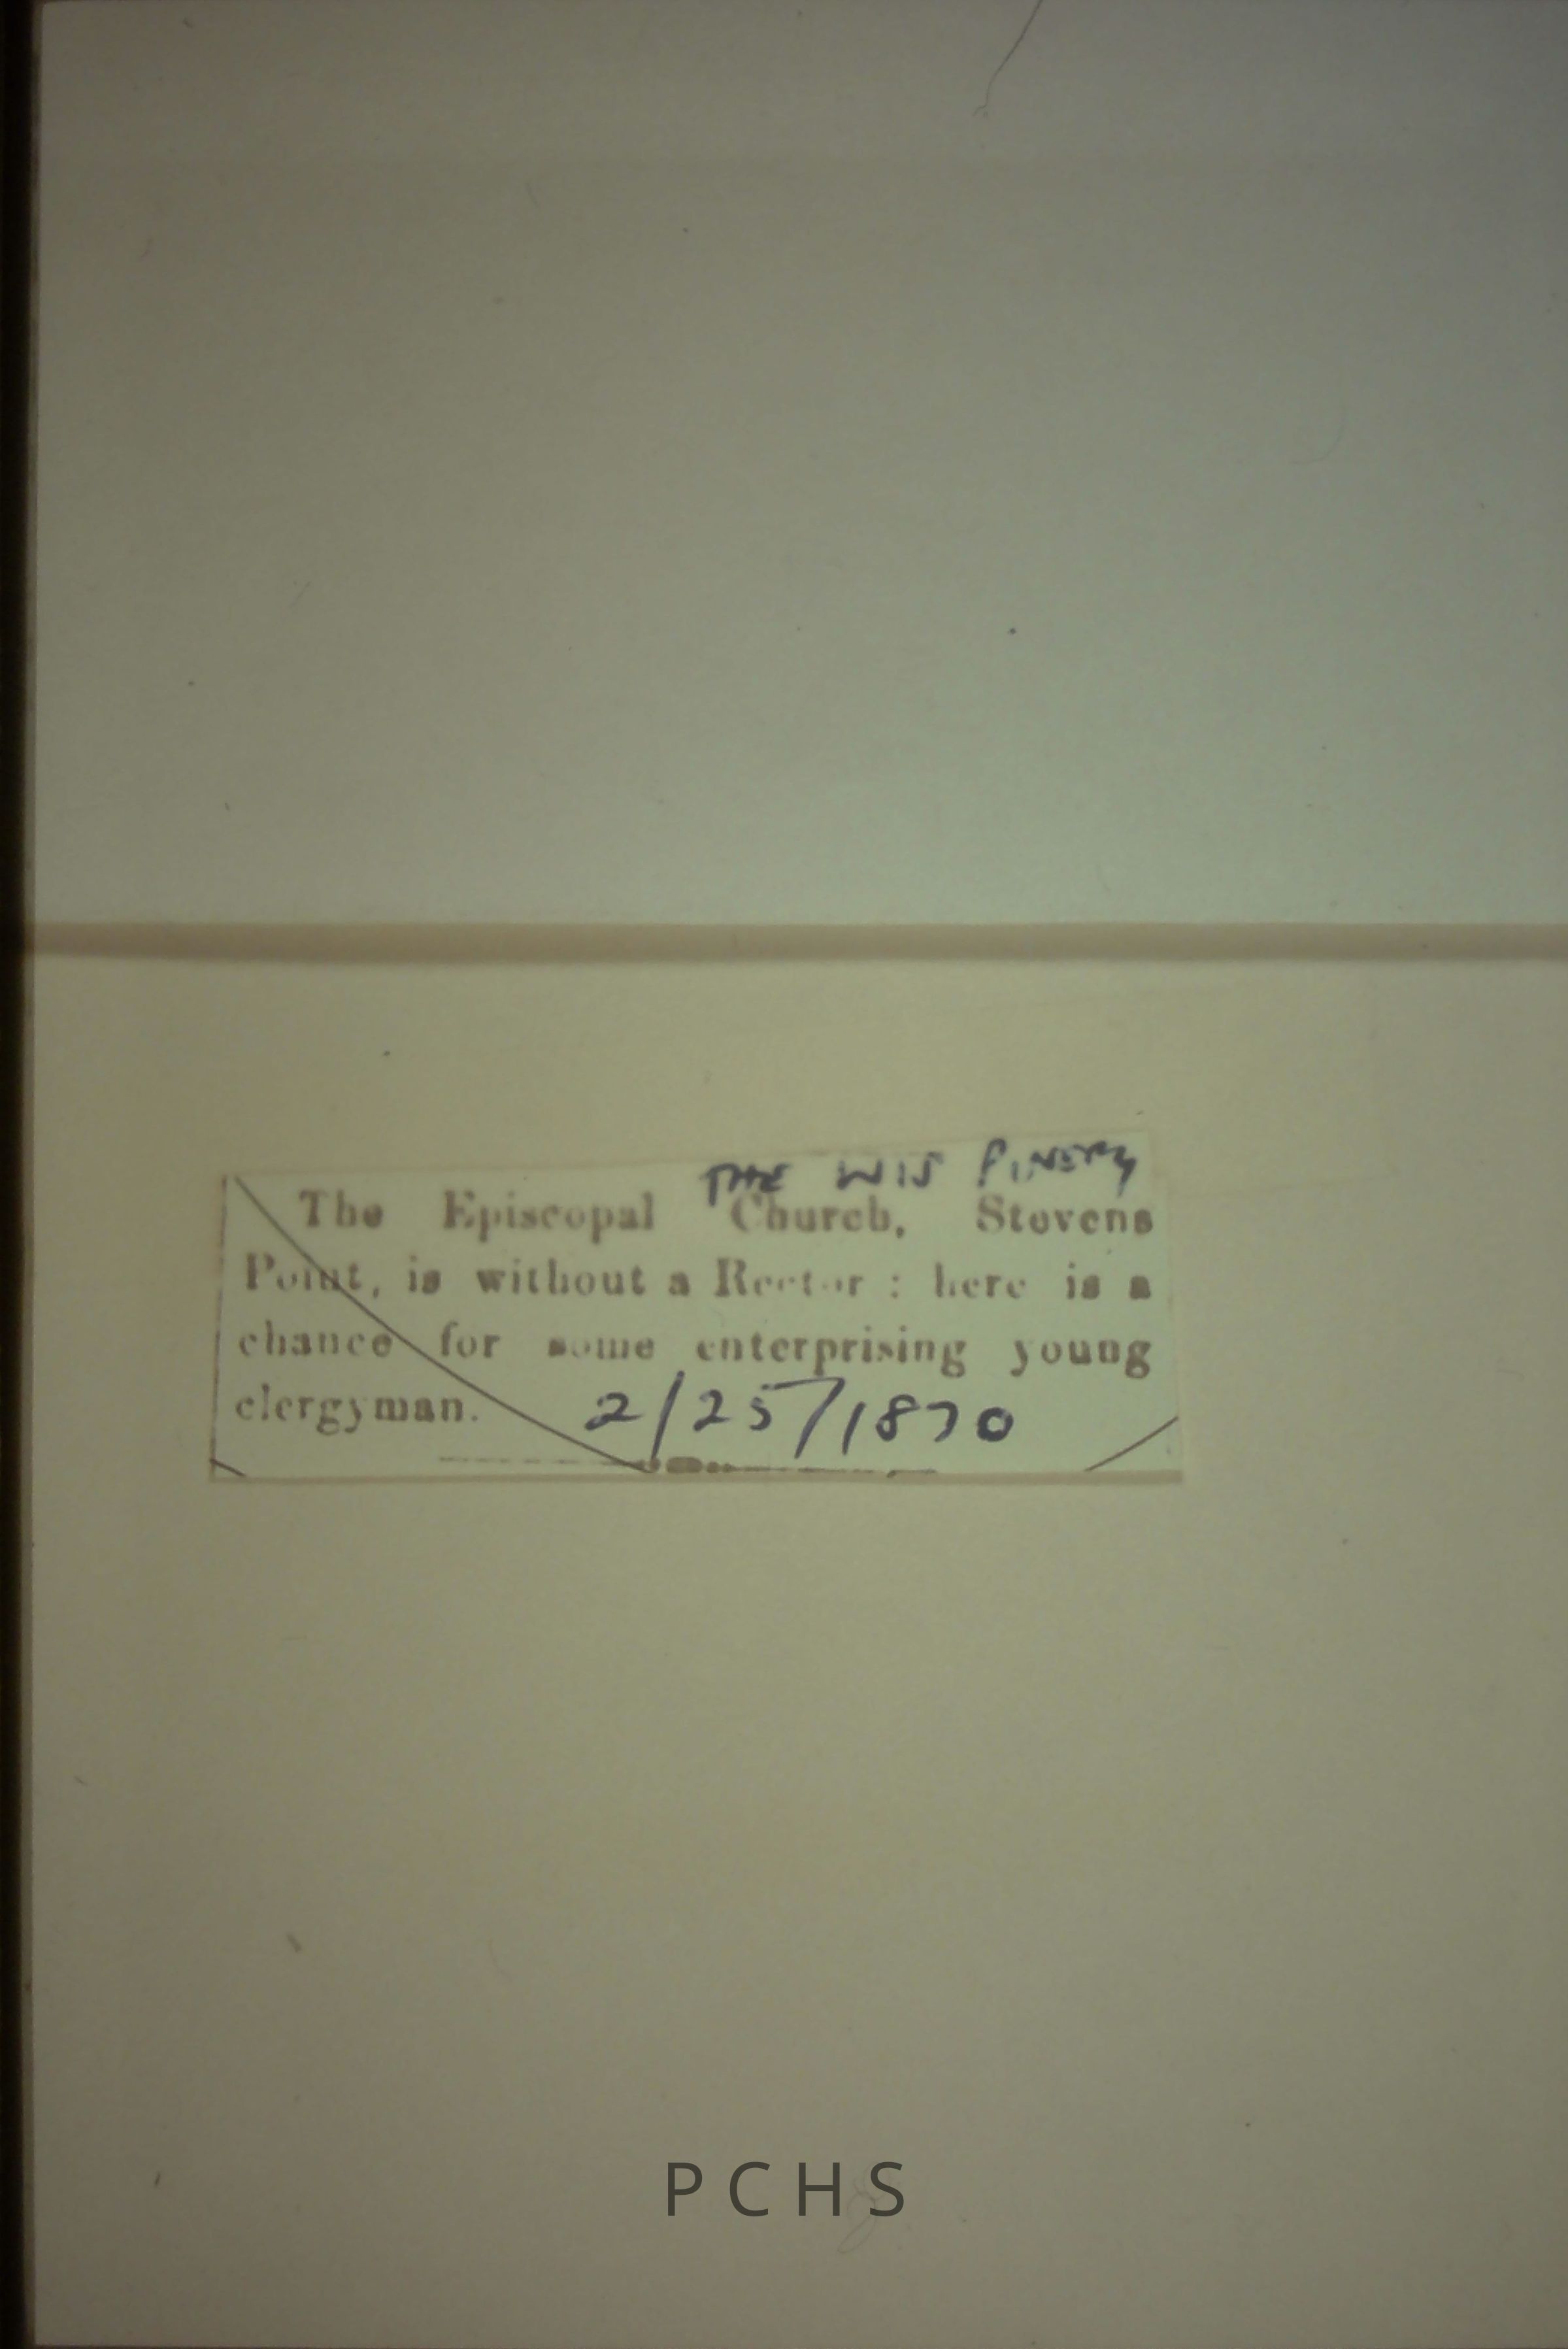 THE WIS PINERY
The Episcopal Church, Stevens
Point, is without a Rector : here is a
chance for some enterprising young
clergyman.
2/25/1870
PCHS